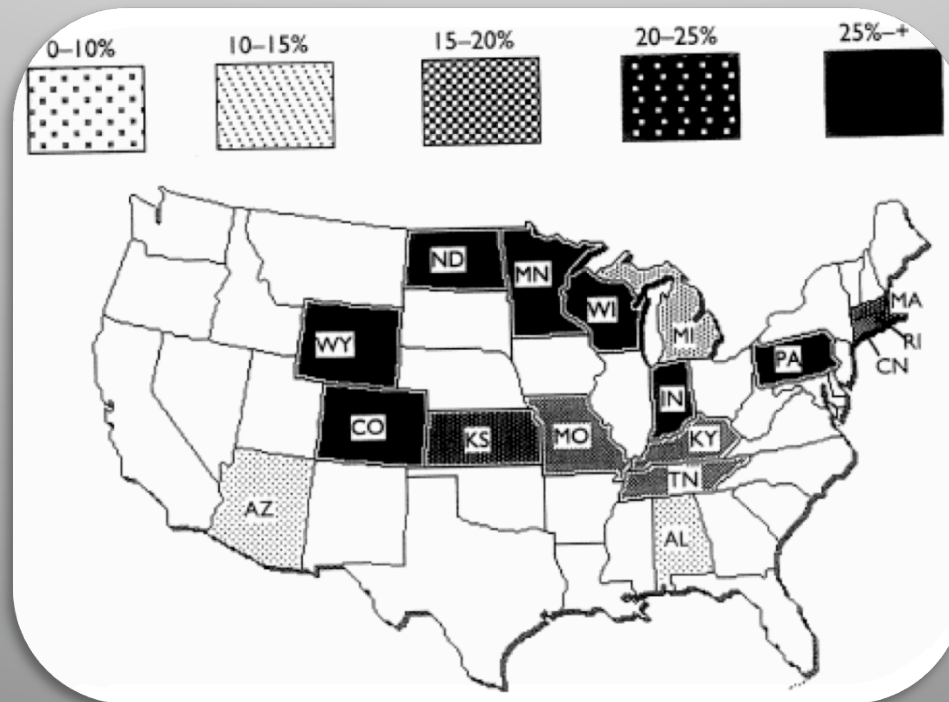 0–10%
10–15%
15–20%
20–25%
25%–+
ND
MN
WI
MI
MA
RI
CN
WY
PA
IN
CO
KS
MO
KY
TN
AZ
AL